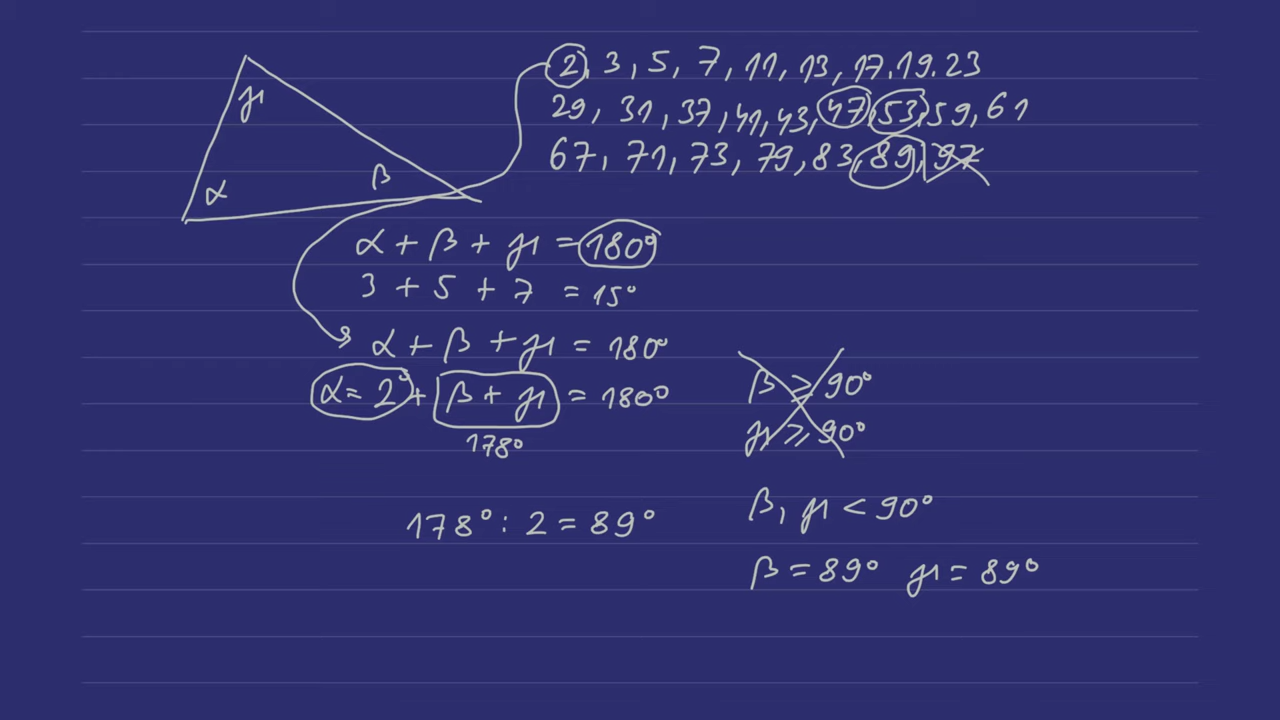 2, 3, 5, 7, 11, 13, 17, 19. 23
29, 31, 37, 41, 43, 47, 53, 59, 61
67, 71, 73, 79, 83, 89, 97
γ
α
β
α + β + γ = 180°
3 + 5 + 7 = 15°
α + β + γ = 180°
α = 2° + β + γ = 180°
178°
178° : 2 = 89°
β ≥ 90°
γ ≥ 90°
β, γ < 90°
β = 89° γ = 89°